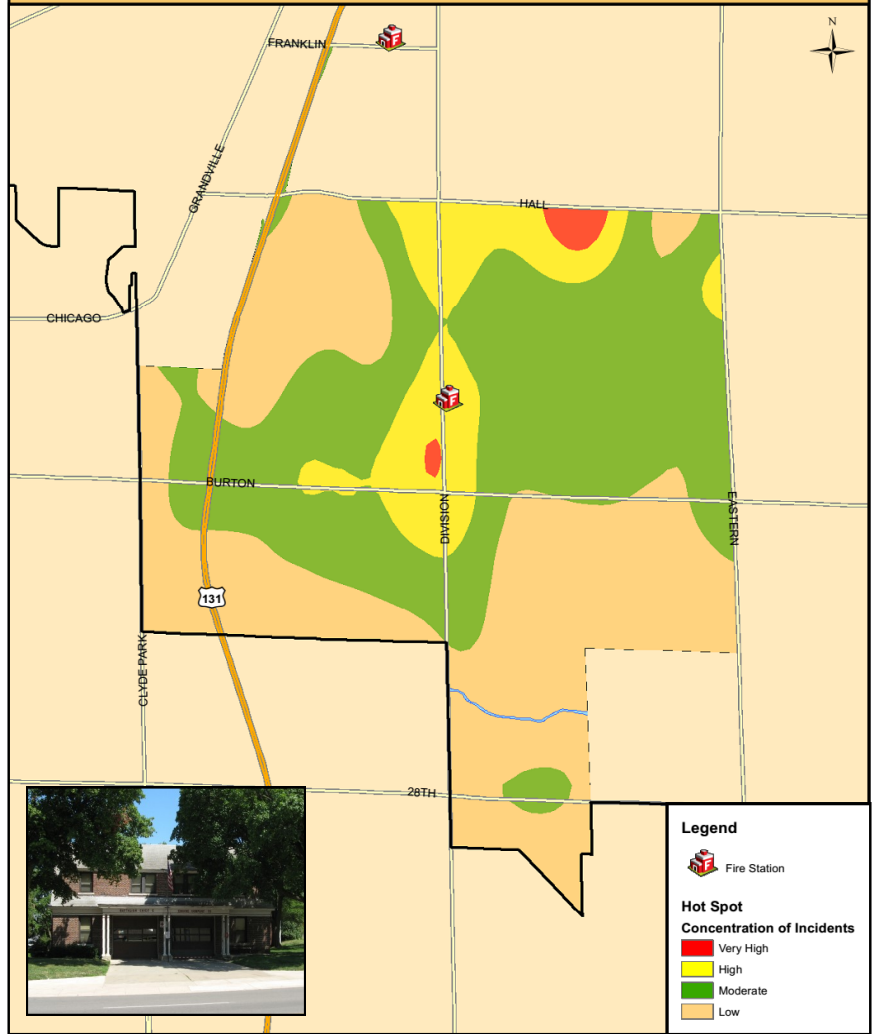 N
FRANKLIN
GRANDVILLE
HALL
CHICAGO
BURTON
DIVISION
EASTERN
131
CLYDE PARK
28TH
Legend
F
Fire Station
Hot Spot
Concentration of Incidents
Very High
High
Moderate
Low